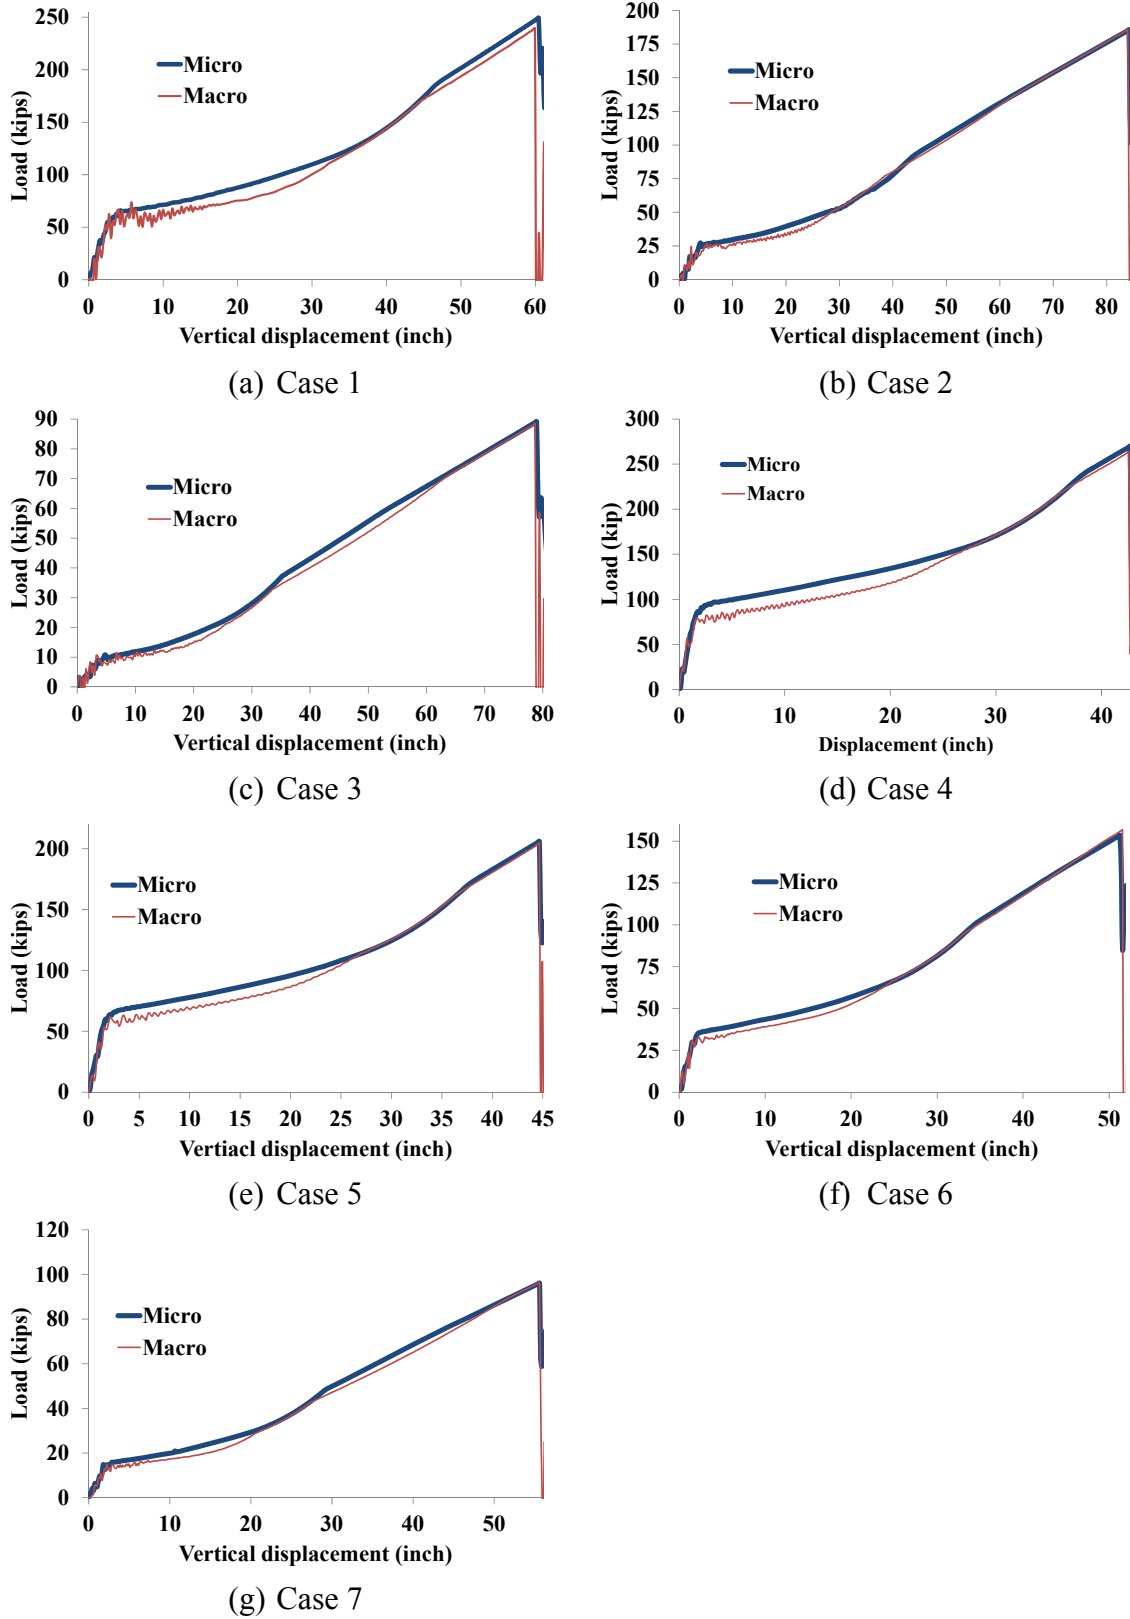 250
200
150
100
50
0
Load (kips)
Micro
Macro
0 10 20 30 40 50 60
Vertical displacement (inch)
(a) Case 1
200
175
150
125
100
75
50
25
0
Load (kips)
Micro
Macro
0 10 20 30 40 50 60 70 80
Vertical displacement (inch)
(b) Case 2
90
80
70
60
50
40
30
20
10
0
Load (kips)
Micro
Macro
0 10 20 30 40 50 60 70 80
Vertical displacement (inch)
(c) Case 3
300
250
200
150
100
50
0
Load (kip)
Micro
Macro
0 10 20 30 40
Displacement (inch)
(d) Case 4
200
150
100
50
0
Load (kips)
Micro
Macro
0 5 10 15 20 25 30 35 40 45
Vertiacl displacement (inch)
(e) Case 5
150
125
100
75
50
25
0
Load (kips)
Micro
Macro
0 10 20 30 40 50
Vertical displacement (inch)
(f) Case 6
120
100
80
60
40
20
0
Load (kips)
Micro
Macro
0 10 20 30 40 50
Vertical displacement (inch)
(g) Case 7